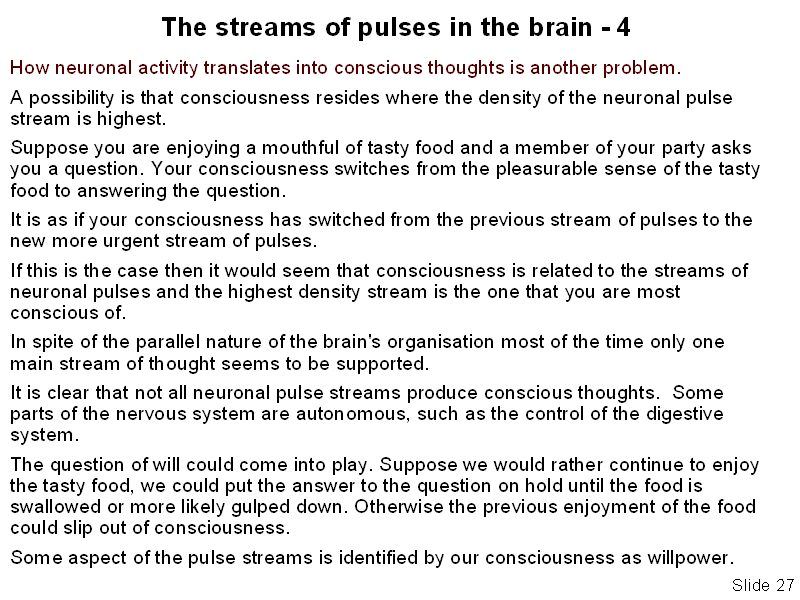 The streams of pulses in the brain - 4
How neuronal activity translates into conscious thoughts is another problem.
A possibility is that consciousness resides where the density of the neuronal pulse
stream is highest.
Suppose you are enjoying a mouthful of tasty food and a member of your party asks
you a question. Your consciousness switches from the pleasurable sense of the tasty
food to answering the question.
It is as if your consciousness has switched from the previous stream of pulses to the
new more urgent stream of pulses.
If this is the case then it would seem that consciousness is related to the streams of
neuronal pulses and the highest density stream is the one that you are most
conscious of.
In spite of the parallel nature of the brain's organisation most of the time only one
main stream of thought seems to be supported.
It is clear that not all neuronal pulse streams produce conscious thoughts.  Some
parts of the nervous system are autonomous, such as the control of the digestive
system.
The question of will could come into play. Suppose we would rather continue to enjoy
the tasty food, we could put the answer to the question on hold until the food is
swallowed or more likely gulped down. Otherwise the previous enjoyment of the food
could slip out of consciousness.
Some aspect of the pulse streams is identified by our consciousness as willpower.
Slide 27